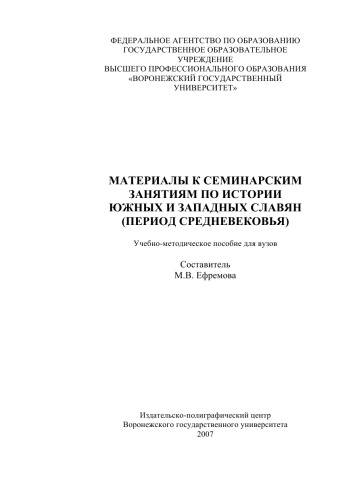 ФЕДЕРАЛЬНОЕ АГЕНТСТВО ПО ОБРАЗОВАНИЮ
ГОСУДАРСТВЕННОЕ ОБРАЗОВАТЕЛЬНОЕ
УЧРЕЖДЕНИЕ
ВЫСШЕГО ПРОФЕССИОНАЛЬНОГО ОБРАЗОВАНИЯ
«ВОРОНЕЖСКИЙ ГОСУДАРСТВЕННЫЙ
УНИВЕРСИТЕТ»
МАТЕРИАЛЫ К СЕМИНАРСКИМ
ЗАНЯТИЯМ ПО ИСТОРИИ
ЮЖНЫХ И ЗАПАДНЫХ СЛАВЯН
(ПЕРИОД СРЕДНЕВЕКОВЬЯ)
Учебно-методическое пособие для вузов
Составитель
М.В. Ефремова
Издательско-полиграфический центр
Воронежского государственного университета
2007